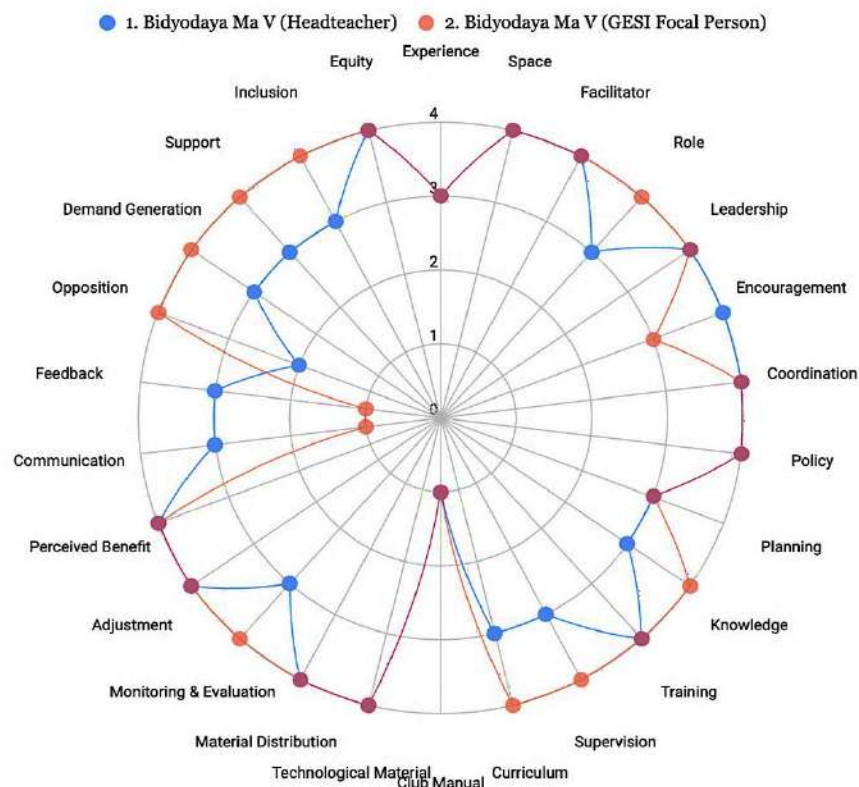 1. Bidyodaya Ma V (Headteacher) 2. Bidyodaya Ma V (GESI Focal Person)
Experience
Space
Facilitator
Role
Leadership
Encouragement
Coordination
Policy
Planning
Knowledge
Training
Supervision
Curriculum
Club Manual
Technological Material
Material Distribution
Monitoring & Evaluation
Adjustment
Perceived Benefit
Communication
Feedback
Opposition
Demand Generation
Support
Inclusion
Equity
4
3
2
1
0